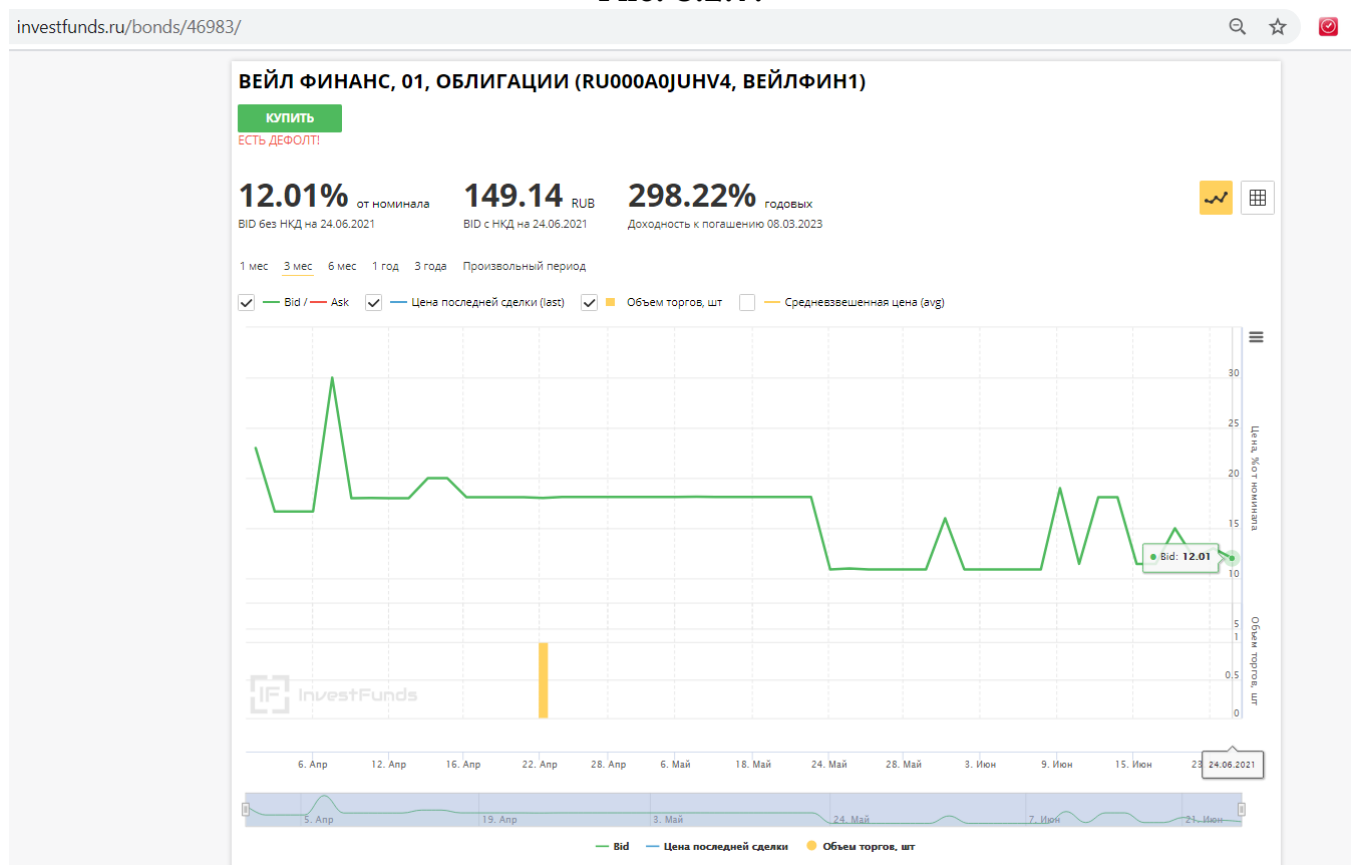 investfunds.ru/bonds/46983/
ВЕЙЛ ФИНАНС, 01, ОБЛИГАЦИИ (RU000A0JUHV4, ВЕЙЛФИН1)
КУПИТЬ
ЕСТЬ ДЕФОЛТ!
12.01% от номинала 149.14 RUB 298.22% годовых
BID без НКД на 24.06.2021 BID с НКД на 24.06.2021 Доходность к погашению 08.03.2023
1 мес 3 мес 6 мес 1 год 3 года Произвольный период
Bid / Ask Цена последней сделки (last) Объем торгов, шт Средневзвешенная цена (avg)
30
25
20
15
10
5
Цена, % от номинала
Bid: 12.01
1
0.5
0
Объем торгов, шт
IF InvestFunds
6. Апр 12. Апр 16. Апр 22. Апр 28. Апр 6. Май 18. Май 24. Май 28. Май 3. Июн 9. Июн 15. Июн 23 24.06.2021
5. Апр 19. Апр 3. Май 24. Май 7. Июн 21. Июн
Bid Цена последней сделки Объем торгов, шт